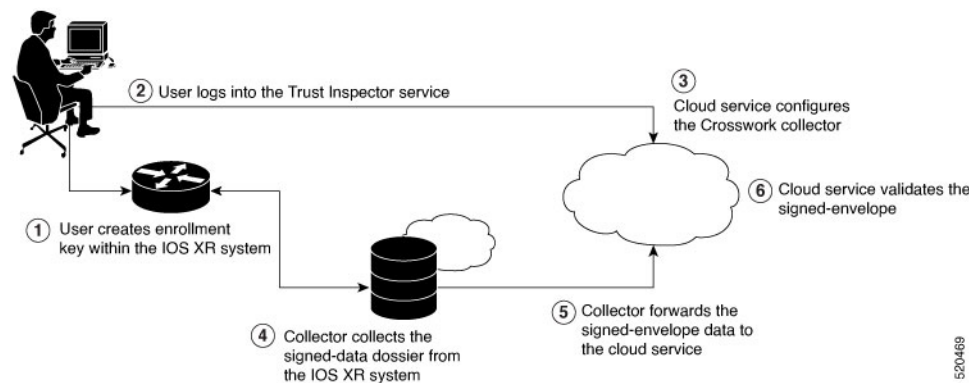 2 User logs into the Trust Inspector service
3
Cloud service configures
the Crosswork collector
1 User creates enrollment
key within the IOS XR system
6 Cloud service validates the
signed-envelope
4 Collector collects the
signed-data dossier from
the IOS XR system
5 Collector forwards the
signed-envelope data to
the cloud service
520469